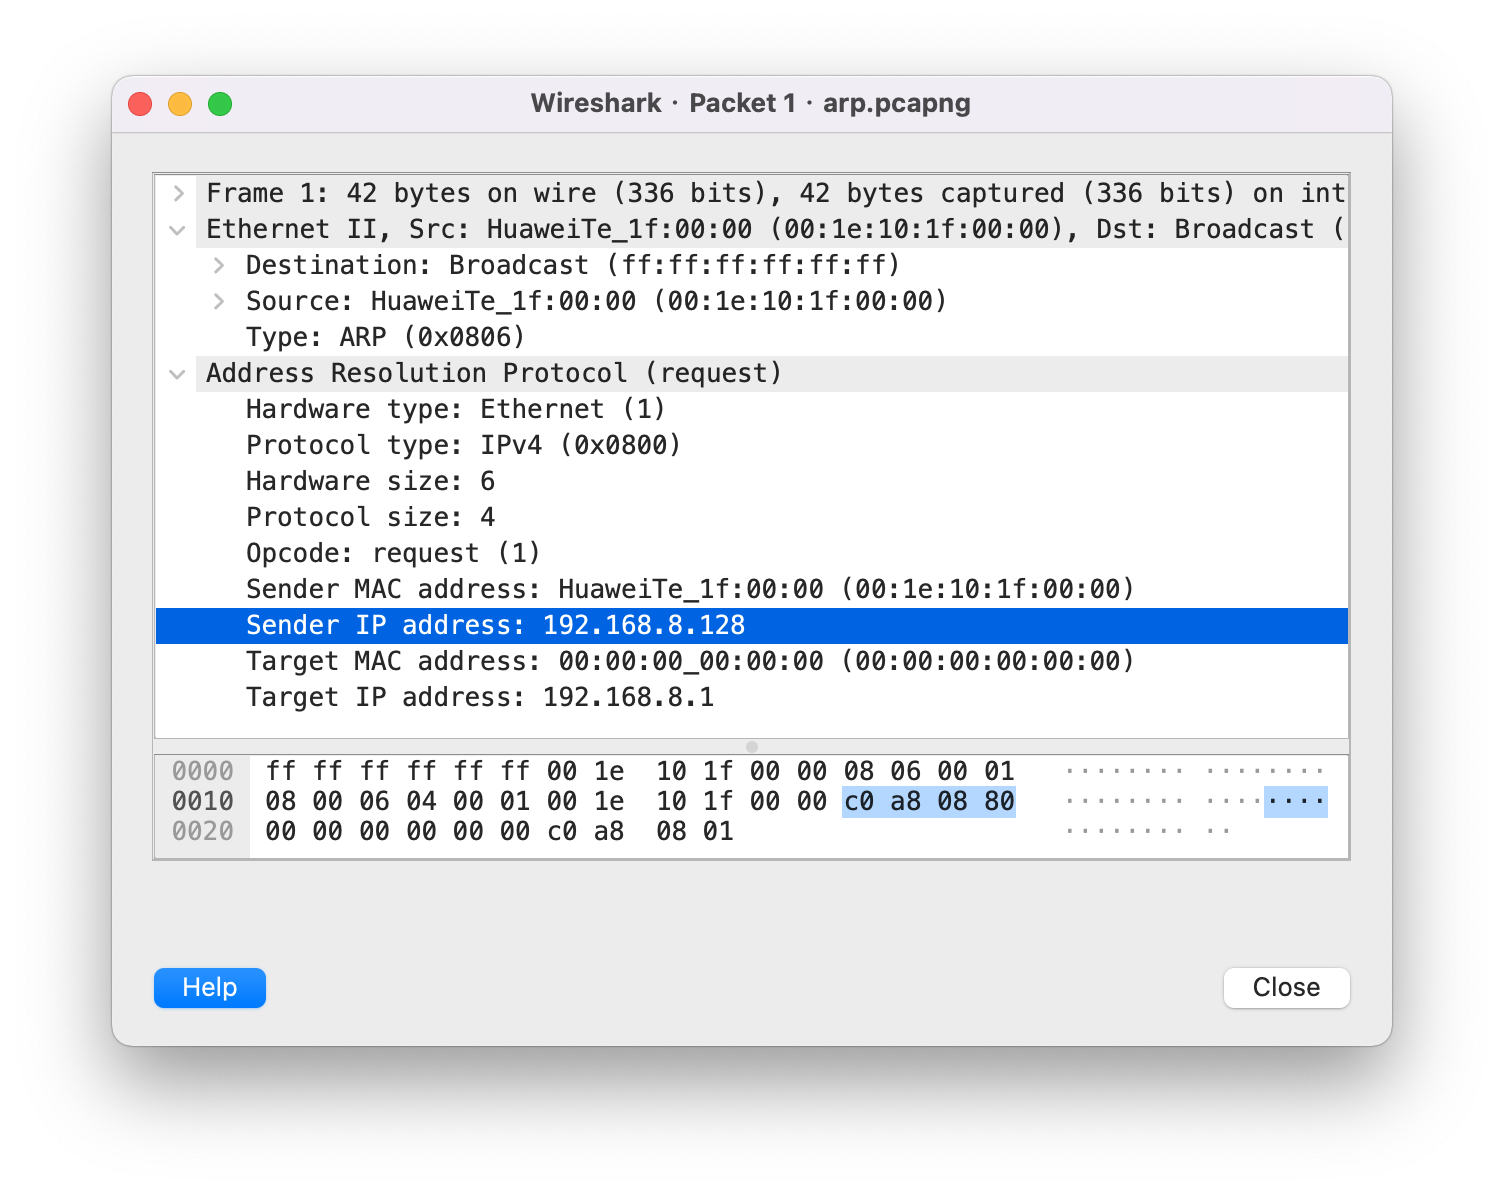 Wireshark · Packet 1 · arp.pcapng
Frame 1: 42 bytes on wire (336 bits), 42 bytes captured (336 bits) on int
Ethernet II, Src: HuaweiTe_1f:00:00 (00:1e:10:1f:00:00), Dst: Broadcast (
Destination: Broadcast (ff:ff:ff:ff:ff:ff)
Source: HuaweiTe_1f:00:00 (00:1e:10:1f:00:00)
Type: ARP (0x0806)
Address Resolution Protocol (request)
Hardware type: Ethernet (1)
Protocol type: IPv4 (0x0800)
Hardware size: 6
Protocol size: 4
Opcode: request (1)
Sender MAC address: HuaweiTe_1f:00:00 (00:1e:10:1f:00:00)
Sender IP address: 192.168.8.128
Target MAC address: 00:00:00_00:00:00 (00:00:00:00:00:00)
Target IP address: 192.168.8.1
0000 ff ff ff ff ff ff 00 1e 10 1f 00 00 08 06 00 01 ········ ········
0010 08 00 06 04 00 01 00 1e 10 1f 00 00 c0 a8 08 80 ········ ········
0020 00 00 00 00 00 00 c0 a8 08 01 ········ ··
Help
Close